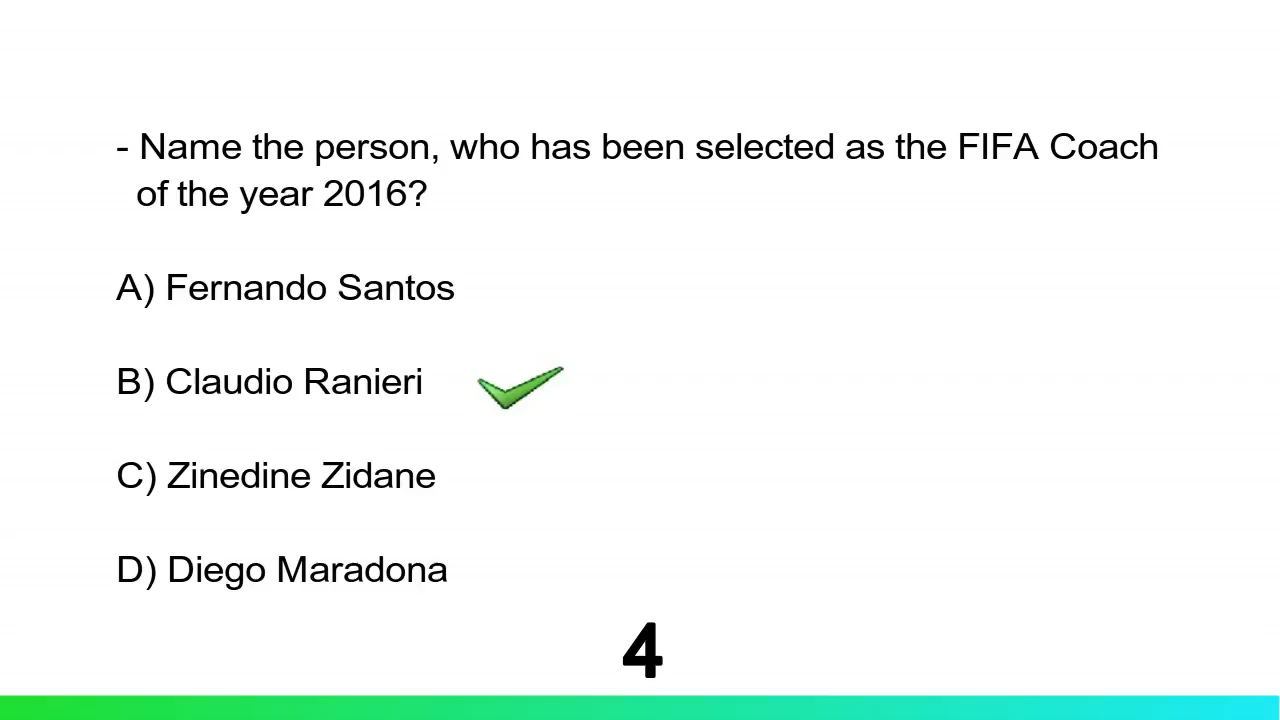 - Name the person, who has been selected as the FIFA Coach
of the year 2016?
A) Fernando Santos
B) Claudio Ranieri
C) Zinedine Zidane
D) Diego Maradona
4